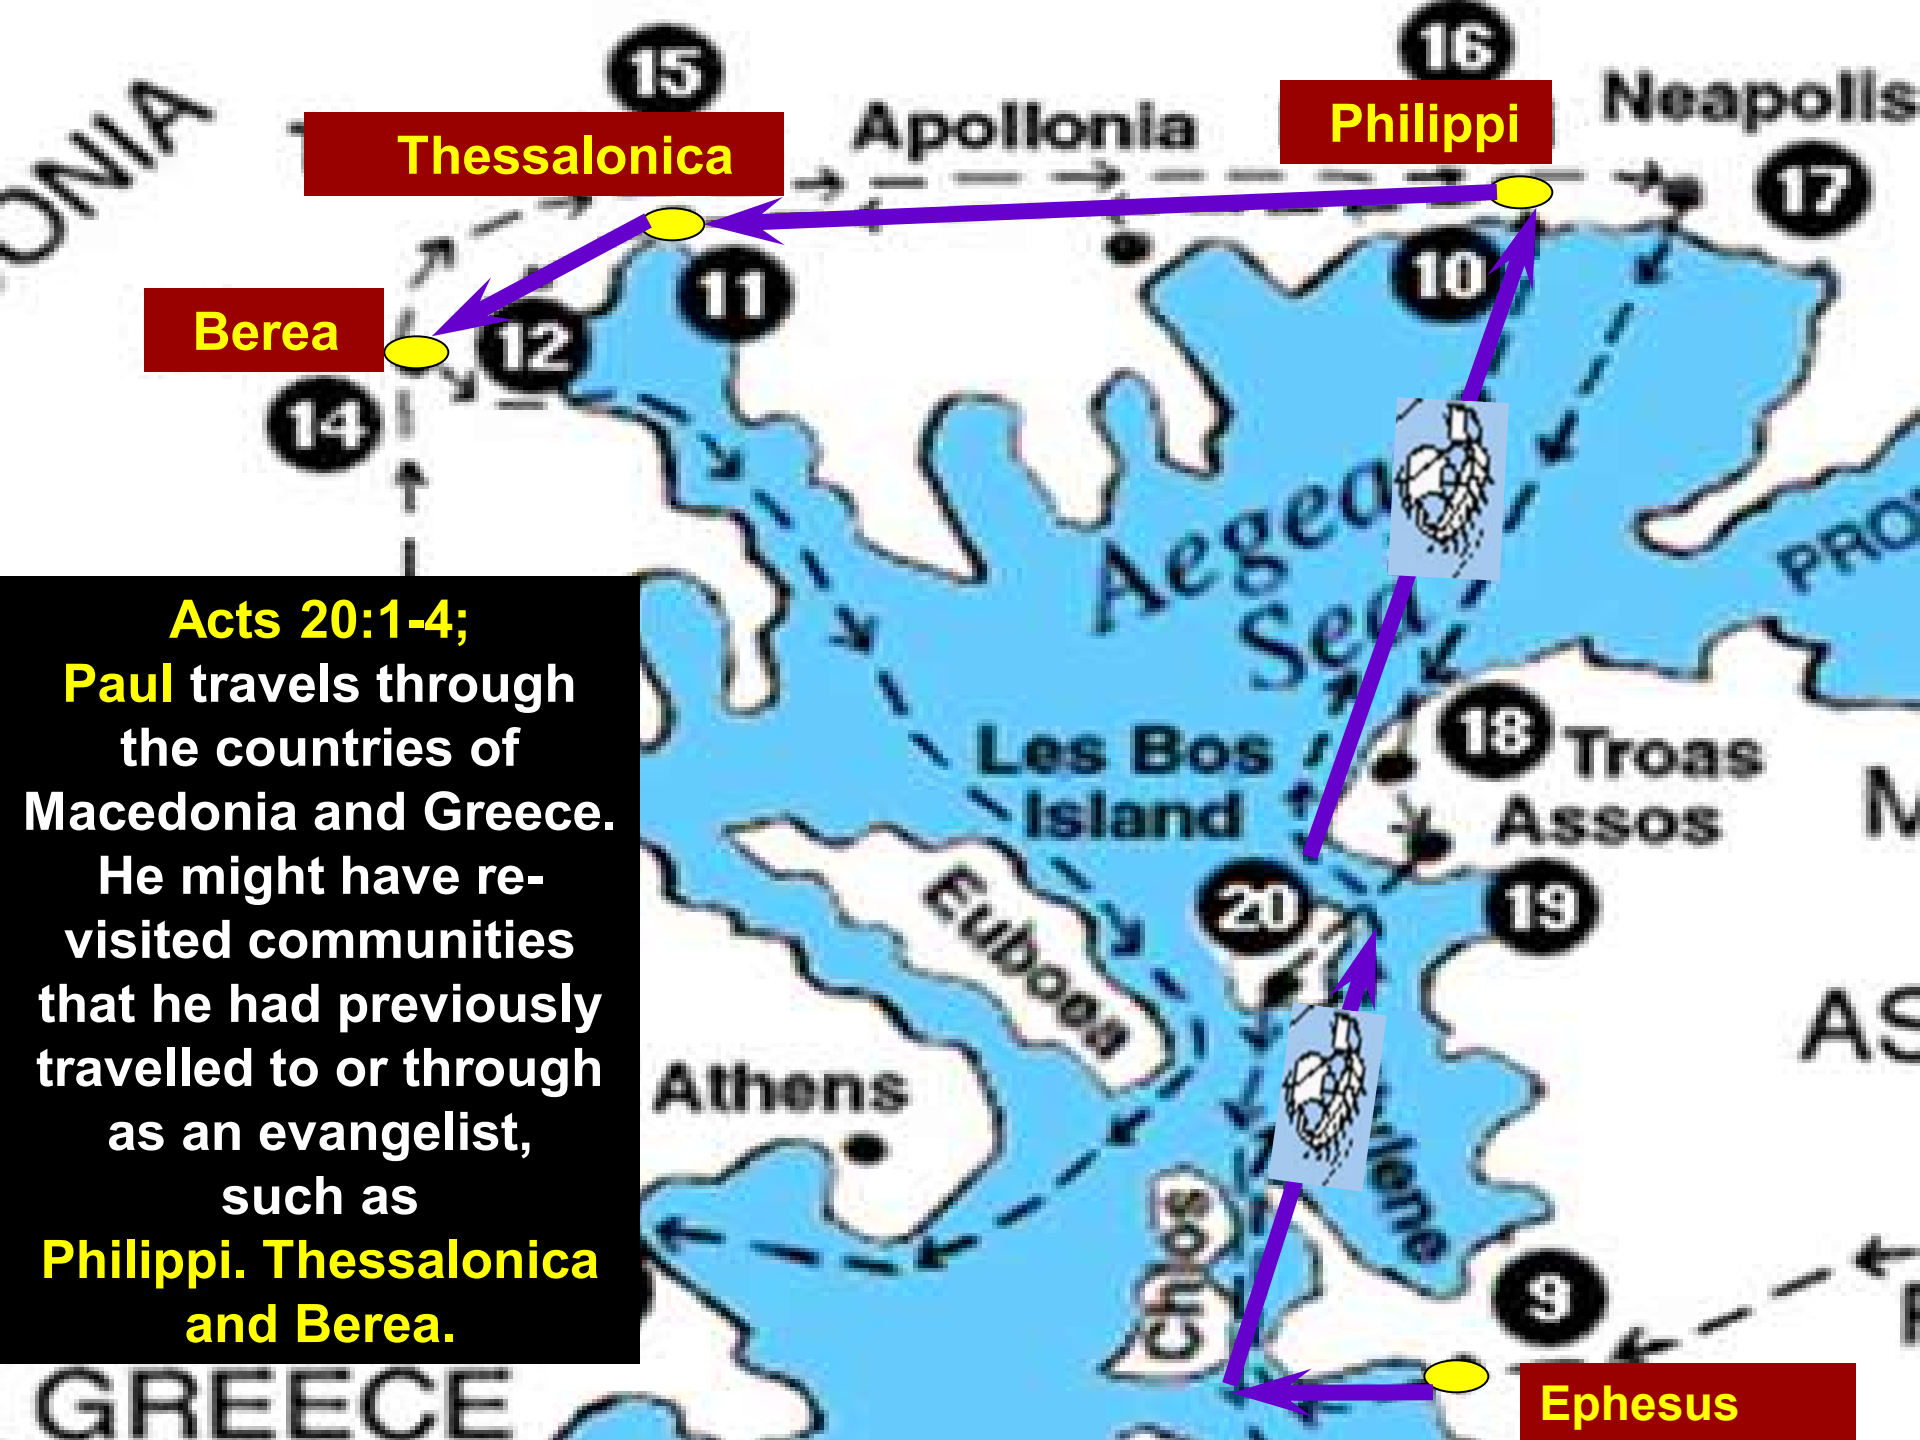 15
16
Neapolis
Apollonia
Philippi
Thessalonica
17
ONIA
10
11
Berea
12
14
Aegea
Sea
PRO
Acts 20:1-4;
Paul travels through
the countries of
Macedonia and Greece.
He might have re-
visited communities
that he had previously
travelled to or through
as an evangelist,
such as
Philippi. Thessalonica
and Berea.
18
Troas
Les Bos
Island
Assos
M
20
19
Euboea
AS
Athens
ylene
Chos
9
Ephesus
GREECE